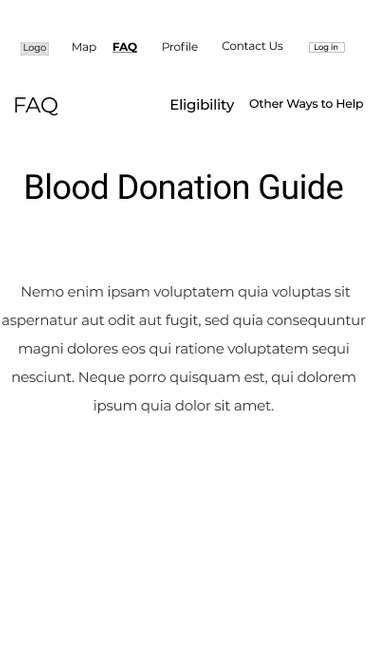 Logo Map FAQ Profile Contact Us Log in
FAQ Eligibility Other Ways to Help
Blood Donation Guide
Nemo enim ipsam voluptatem quia voluptas sit
aspernatur aut odit aut fugit, sed quia consequuntur
magni dolores eos qui ratione voluptatem sequi
nesciunt. Neque porro quisquam est, qui dolorem
ipsum quia dolor sit amet.